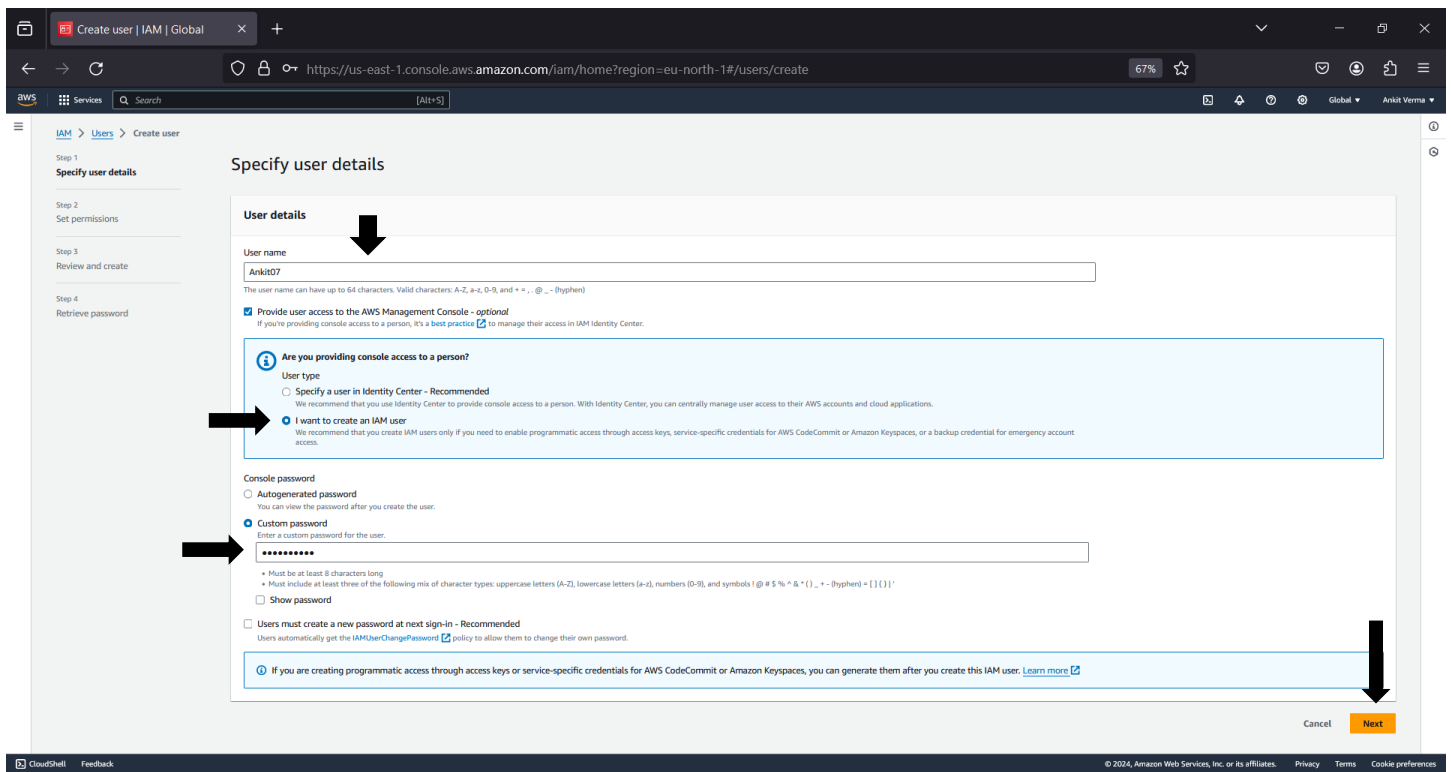 Create user | IAM | Global
https://us-east-1.console.aws.amazon.com/iam/home?region=eu-north-1#/users/create
67%
aws
Services
Search
[Alt+S]
Global
Ankit Verma
IAM > Users > Create user
Step 1
Specify user details
Step 2
Set permissions
Step 3
Review and create
Step 4
Retrieve password
Specify user details
User details
User name
Ankit07
The user name can have up to 64 characters. Valid characters: A-Z, a-z, 0-9, and + = , . @ _ - (hyphen)
Provide user access to the AWS Management Console - optional
If you're providing console access to a person, it's a best practice to manage their access in IAM Identity Center.
Are you providing console access to a person?
User type
Specify a user in Identity Center - Recommended
We recommend that you use Identity Center to provide console access to a person. With Identity Center, you can centrally manage user access to their AWS accounts and cloud applications.
I want to create an IAM user
We recommend that you create IAM users only if you need to enable programmatic access through access keys, service-specific credentials for AWS CodeCommit or Amazon Keyspaces, or a backup credential for emergency account
access.
Console password
Autogenerated password
You can view the password after you create the user.
Custom password
Enter a custom password for the user.
••••••••••
• Must be at least 8 characters long
• Must include at least three of the following mix of character types: uppercase letters (A-Z), lowercase letters (a-z), numbers (0-9), and symbols ! @ # $ % ^ & * ( ) _ + - (hyphen) = [ ] { } | '
Show password
Users must create a new password at next sign-in - Recommended
Users automatically get the IAMUserChangePassword policy to allow them to change their own password.
If you are creating programmatic access through access keys or service-specific credentials for AWS CodeCommit or Amazon Keyspaces, you can generate them after you create this IAM user. Learn more
Cancel
Next
CloudShell
Feedback
© 2024, Amazon Web Services, Inc. or its affiliates.
Privacy
Terms
Cookie preferences